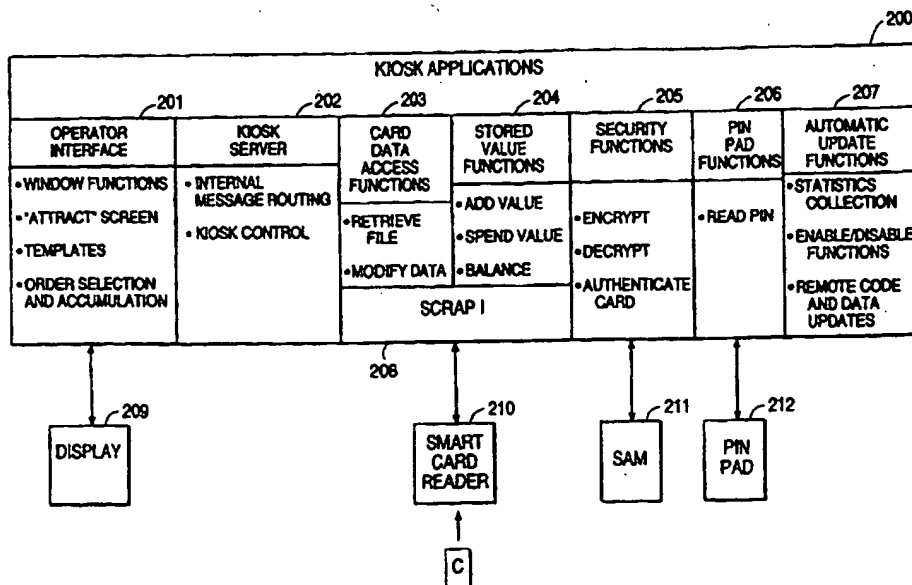 200
KIOSK APPLICATIONS
201
202
203
204
205
206
207
OPERATOR
INTERFACE
• WINDOW FUNCTIONS
• "ATTRACT" SCREEN
• TEMPLATES
• ORDER SELECTION
AND ACCUMULATION
KIOSK
SERVER
• INTERNAL
MESSAGE ROUTING
• KIOSK CONTROL
CARD
DATA
ACCESS
FUNCTIONS
• RETRIEVE
FILE
• MODIFY DATA
STORED
VALUE
FUNCTIONS
• ADD VALUE
• SPEND VALUE
• BALANCE
SCRAP I
208
SECURITY
FUNCTIONS
• ENCRYPT
• DECRYPT
• AUTHENTICATE
CARD
PIN
PAD
FUNCTIONS
• READ PIN
AUTOMATIC
UPDATE
FUNCTIONS
• STATISTICS
COLLECTION
• ENABLE/DISABLE
FUNCTIONS
• REMOTE CODE
AND DATA
UPDATES
209
DISPLAY
210
SMART
CARD
READER
211
SAM
212
PIN
PAD
C